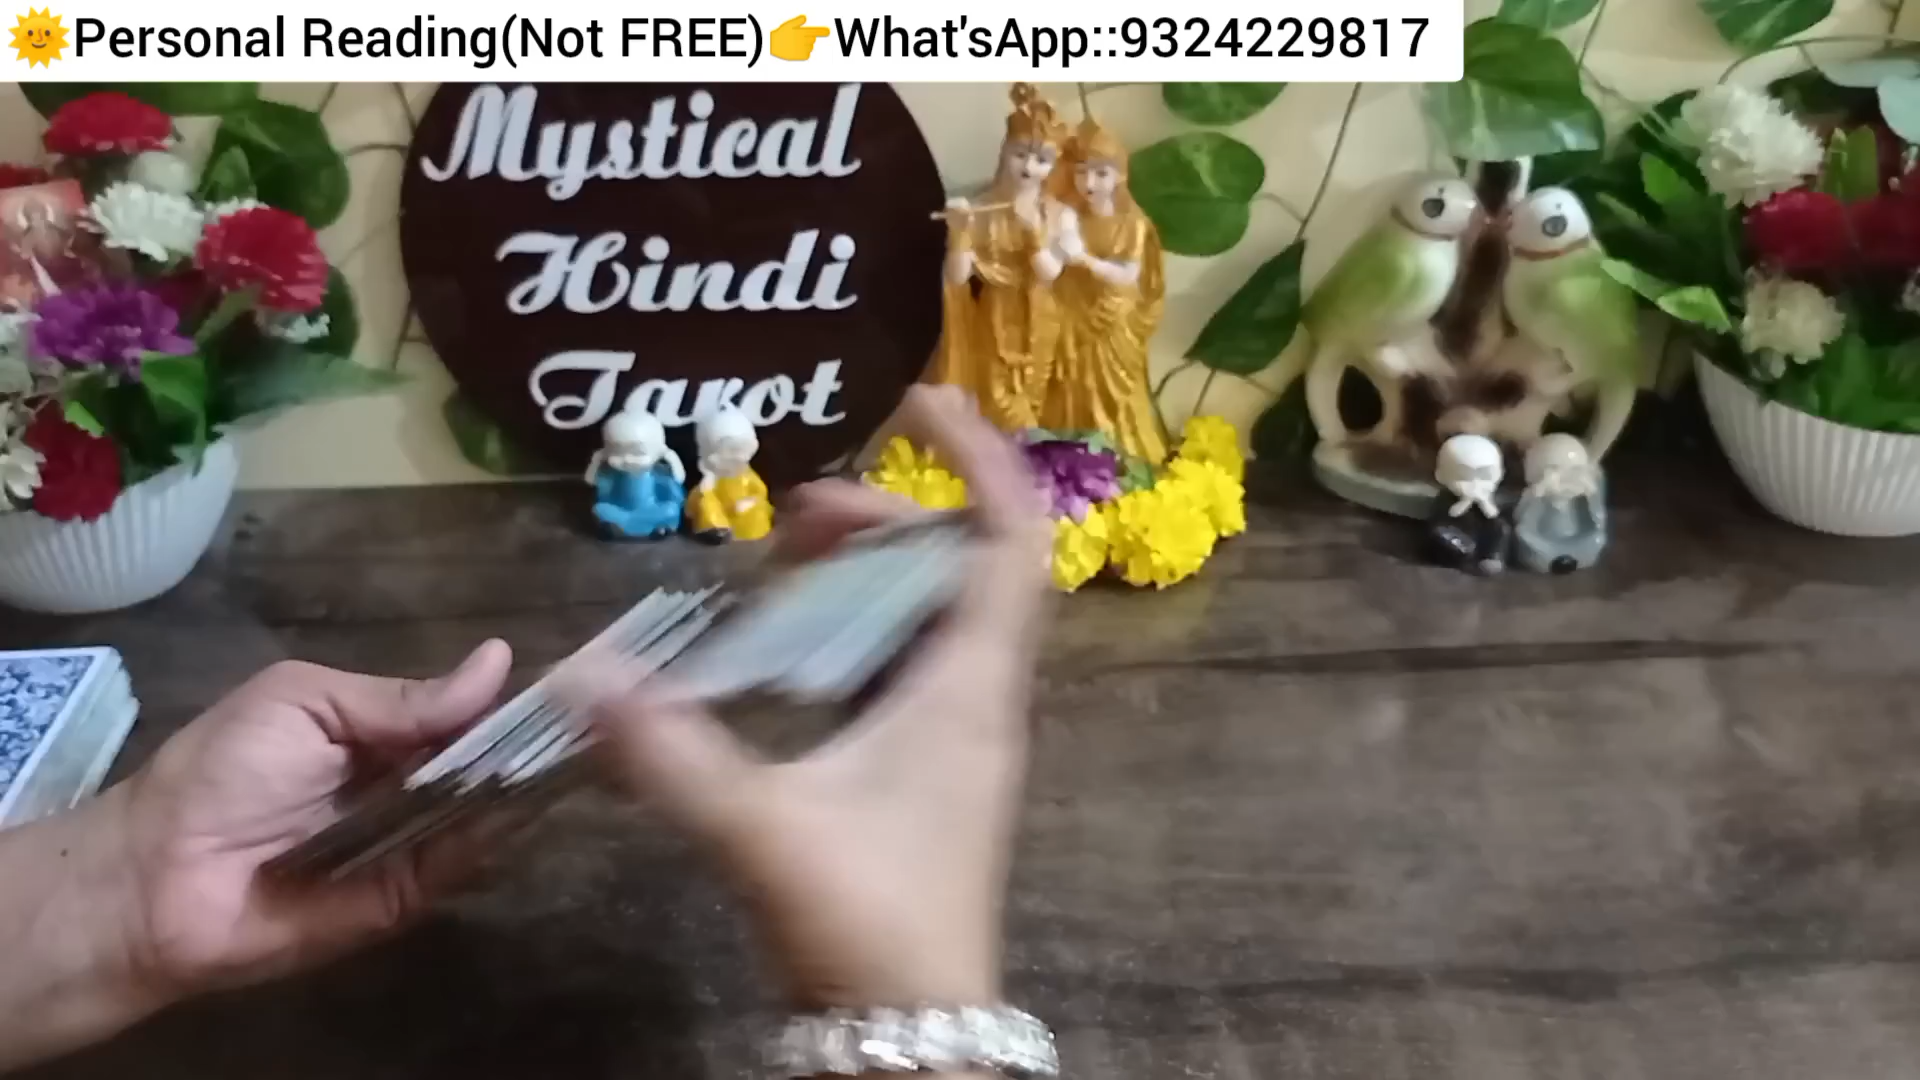 🌞Personal Reading(Not FREE)👉What'sApp::9324229817
Mystical
Hindi
Tarot